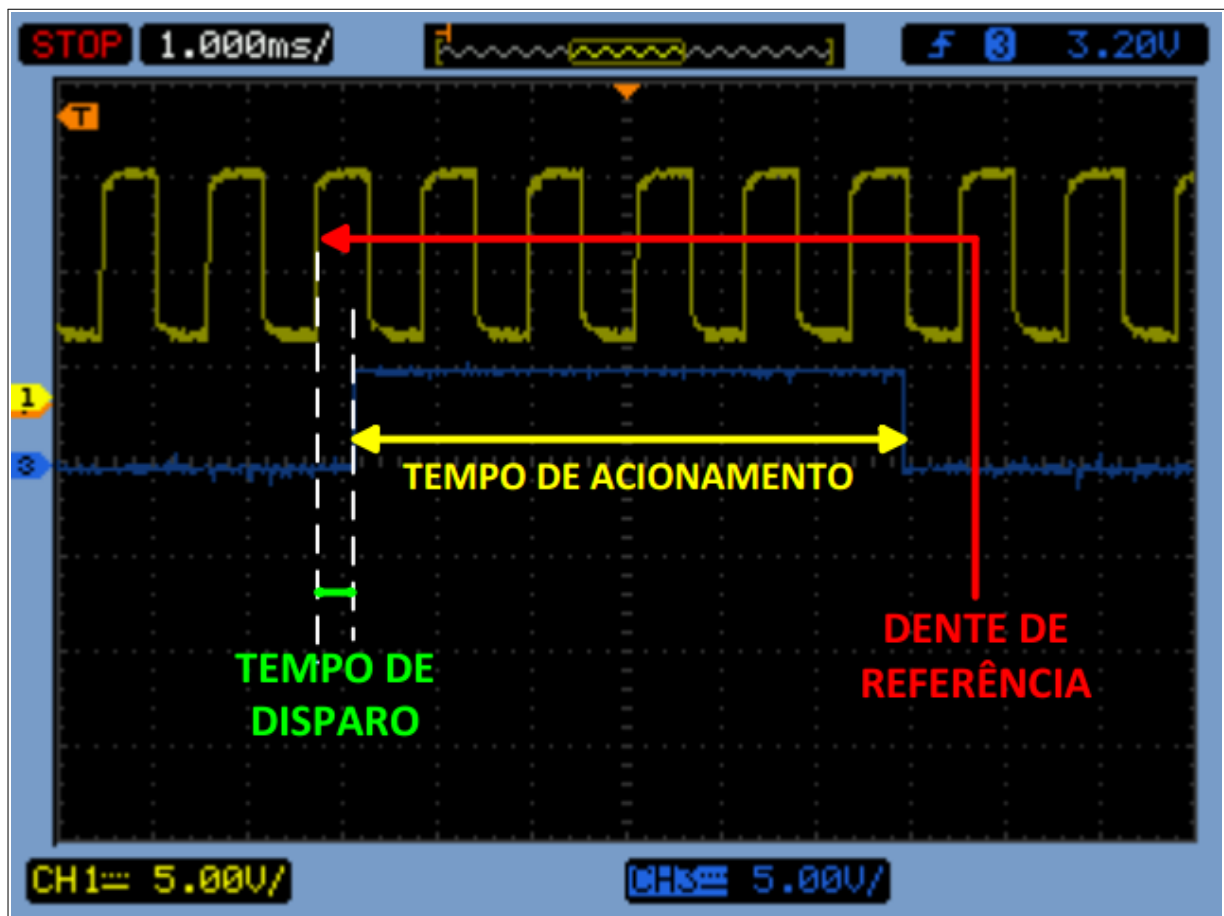 STOP 1.000ms/ 3 3.20V
T
1
3
TEMPO DE ACIONAMENTO
TEMPO DE
DISPARO
DENTE DE
REFERÊNCIA
CH1 5.00V/ CH3 5.00V/